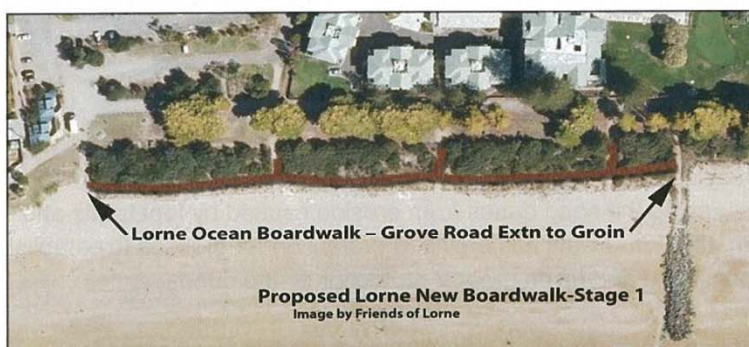 Lorne Ocean Boardwalk – Grove Road Extn to Groin
Proposed Lorne New Boardwalk-Stage 1
Image by Friends of Lorne